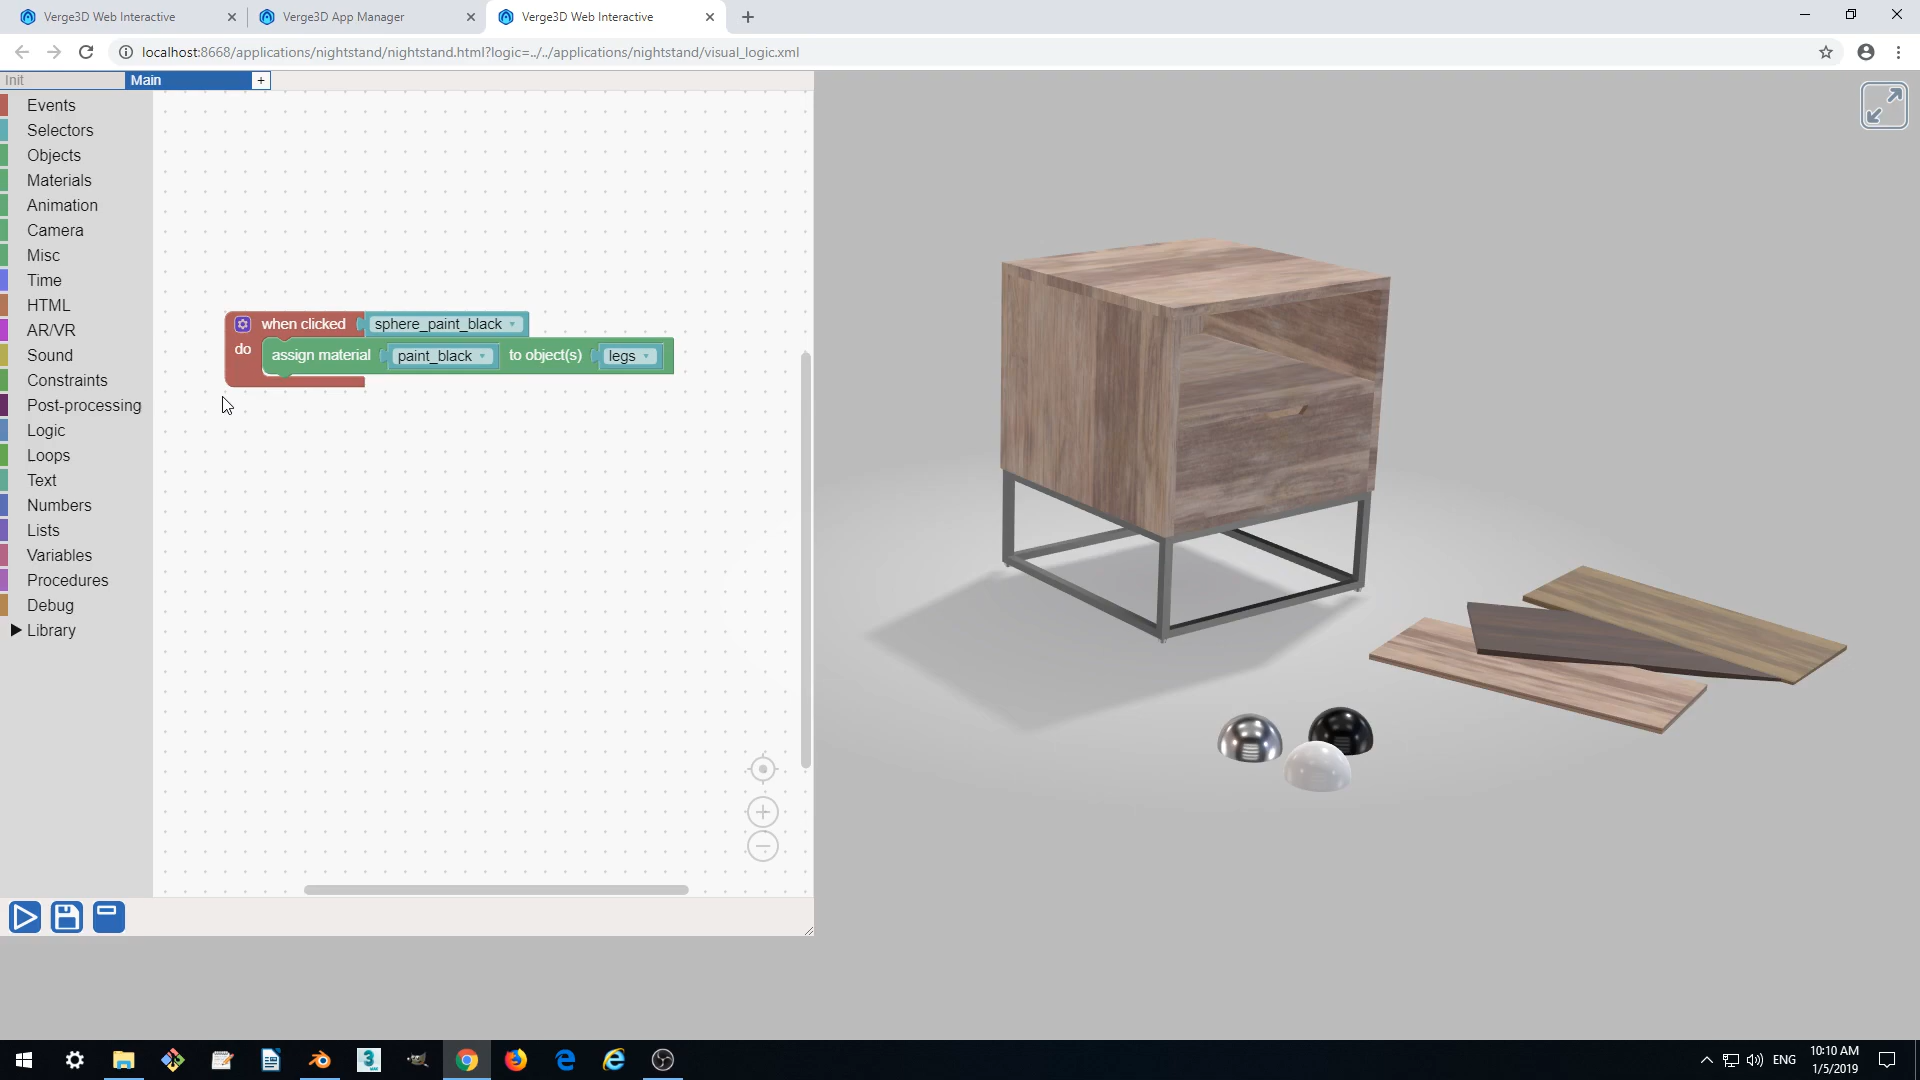 Verge3D Web Interactive
Verge3D App Manager
Verge3D Web Interactive
localhost:8668/applications/nightstand/nightstand.html?logic=../../applications/nightstand/visual_logic.xml
Init
Main
+
Events
Selectors
Objects
Materials
Animation
Camera
Misc
Time
HTML
AR/VR
Sound
Constraints
Post-processing
Logic
Loops
Text
Numbers
Lists
Variables
Procedures
Debug
Library
when clicked sphere_paint_black
do assign material paint_black to object(s) legs
ENG
10:10 AM
1/5/2019